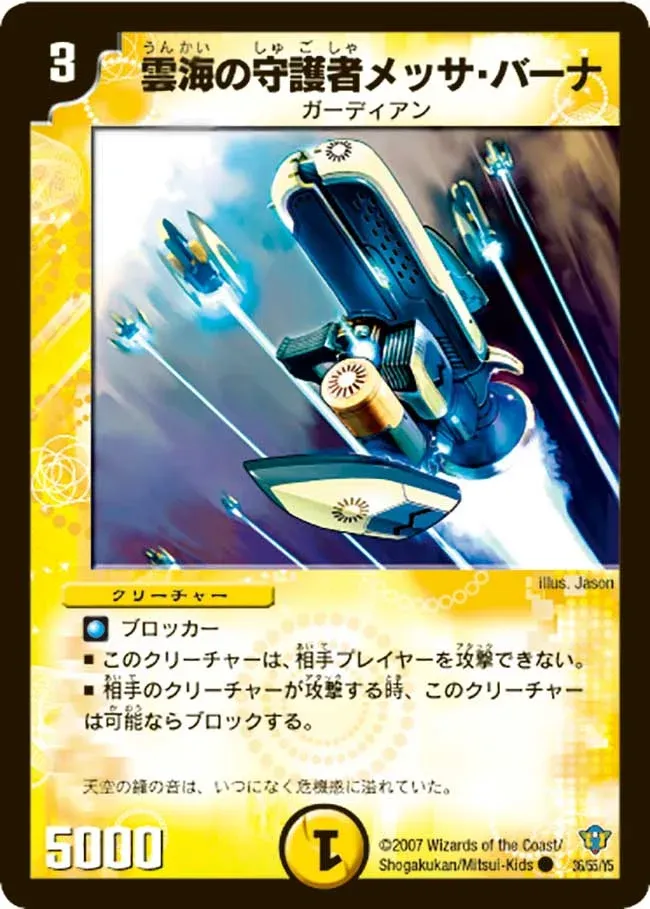 3
うんかい しゅごしゃ
雲海の守護者メッサ・バーナ
ガーディアン
illus. Jason
クリーチャー
ブロッカー
■ このクリーチャーは、相手プレイヤーを攻撃できない。
■ 相手のクリーチャーが攻撃する時、このクリーチャー
は可能ならブロックする。
天空の鐘の音は、いつになく危機感に溢れていた。
5000
1
©2007 Wizards of the Coast/
Shogakukan/Mitsui-Kids
36/55/Y5